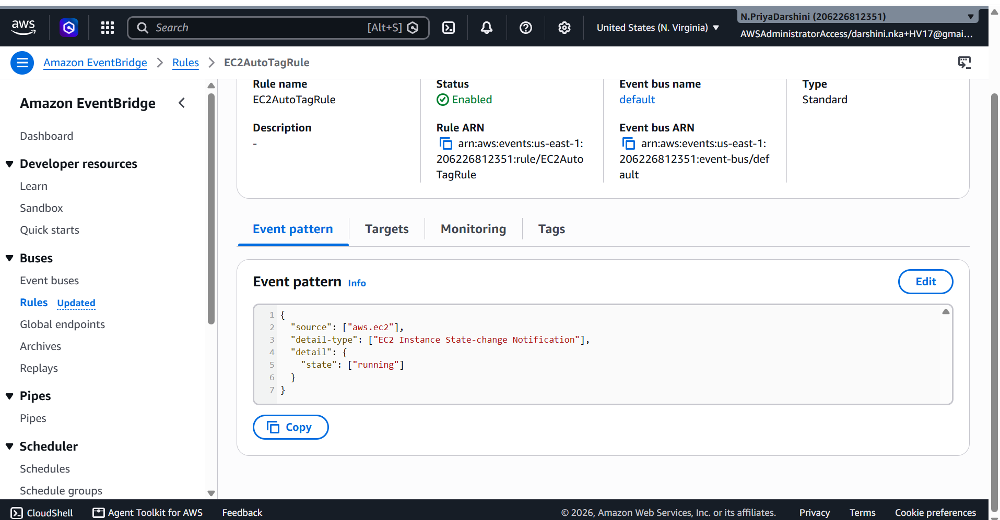 aws
Search
[Alt+S]
United States (N. Virginia)
N.PriyaDarshini (206226812351)
AWSAdministratorAccess/darshini.nka+HV17@gmai...
Amazon EventBridge
Rules
EC2AutoTagRule
Amazon EventBridge
Dashboard
Developer resources
Learn
Sandbox
Quick starts
Buses
Event buses
Rules Updated
Global endpoints
Archives
Replays
Pipes
Pipes
Scheduler
Schedules
Schedule groups
Rule name
EC2AutoTagRule
Description
-
Status
Enabled
Rule ARN
arn:aws:events:us-east-1:
206226812351:rule/EC2Auto
TagRule
Event bus name
default
Event bus ARN
arn:aws:events:us-east-1:
206226812351:event-bus/def
ault
Type
Standard
Event pattern
Targets
Monitoring
Tags
Event pattern Info
Edit
1 {
2 "source": ["aws.ec2"],
3 "detail-type": ["EC2 Instance State-change Notification"],
4 "detail": {
5 "state": ["running"]
6 }
7 }
Copy
CloudShell
Agent Toolkit for AWS
Feedback
© 2026, Amazon Web Services, Inc. or its affiliates.
Privacy
Terms
Cookie preferences